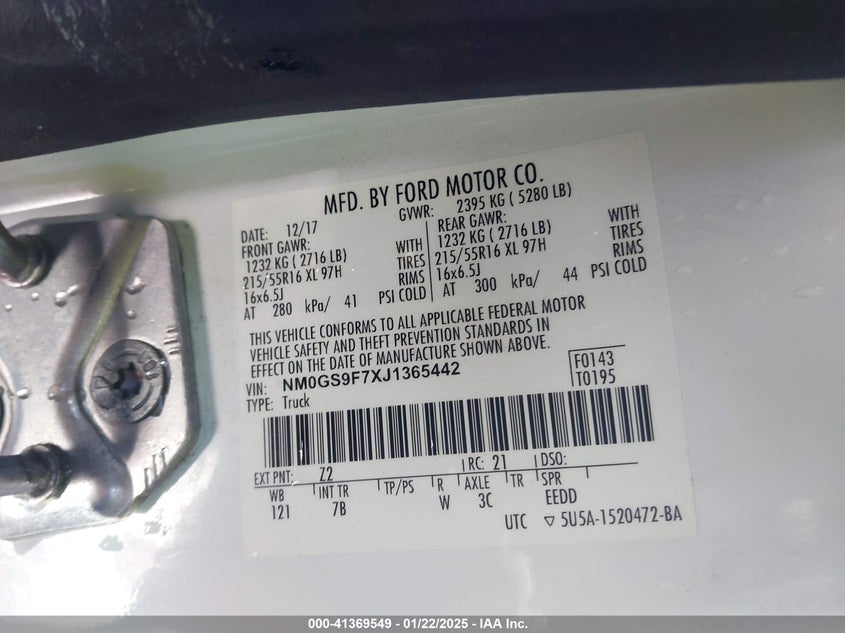 MFD. BY FORD MOTOR CO.
DATE: 12/17 GVWR: 2395 KG ( 5280 LB)
FRONT GAWR: REAR GAWR:
1232 KG ( 2716 LB) WITH 1232 KG ( 2716 LB) WITH
215/55R16 XL 97H TIRES 215/55R16 XL 97H TIRES
16x6.5J RIMS 16x6.5J RIMS
AT 280 kPa/ 41 PSI COLD AT 300 kPa/ 44 PSI COLD
THIS VEHICLE CONFORMS TO ALL APPLICABLE FEDERAL MOTOR
VEHICLE SAFETY AND THEFT PREVENTION STANDARDS IN
EFFECT ON THE DATE OF MANUFACTURE SHOWN ABOVE.
VIN: NM0GS9F7XJ1365442 F0143
TYPE: Truck T0195
EXT PNT: Z2 RC: 21 DSO:
WB INT TR TP/PS R AXLE TR SPR
121 7B W 3C EEDD
UTC ▽ 5U5A-1520472-BA
000-41369549 - 01/22/2025 - IAA Inc.